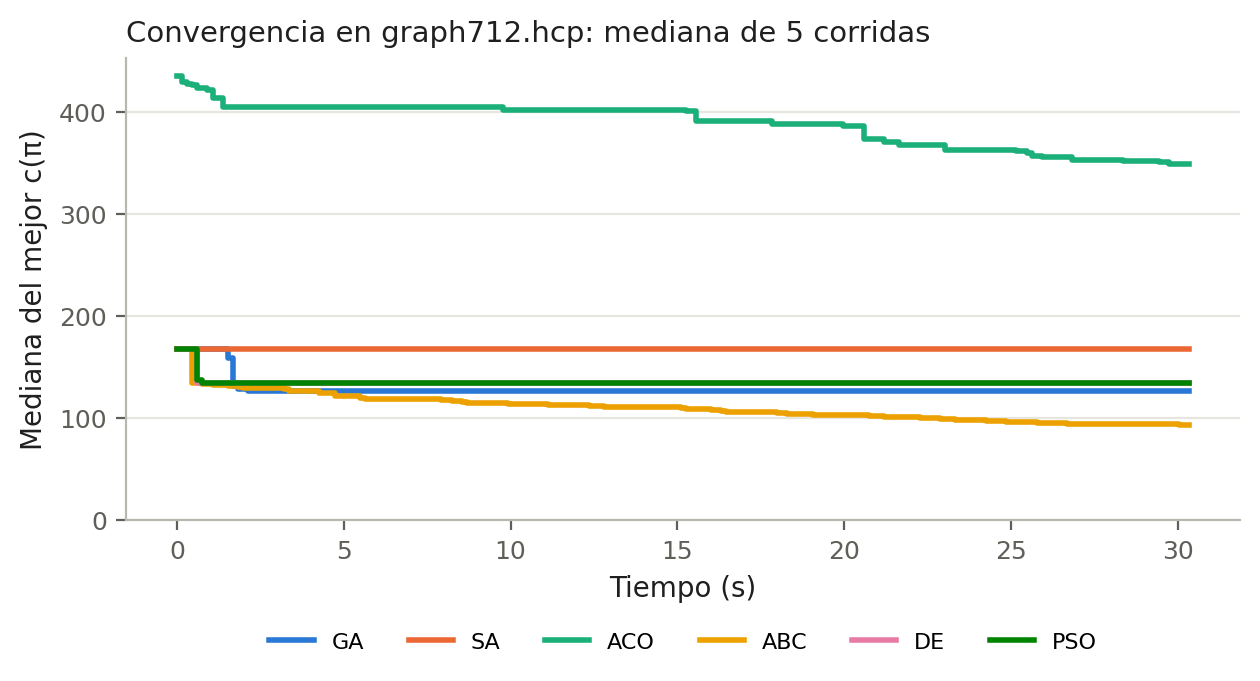 Convergencia en graph712.hcp: mediana de 5 corridas
Mediana del mejor c(π)
400
300
200
100
0
0 5 10 15 20 25 30
Tiempo (s)
GA SA ACO ABC DE PSO